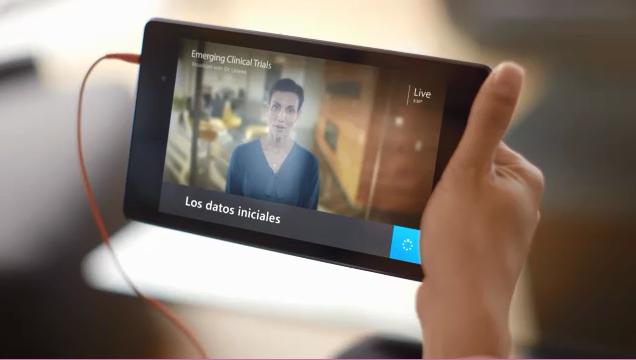 Emerging Clinical Trials
Live
Los datos iniciales